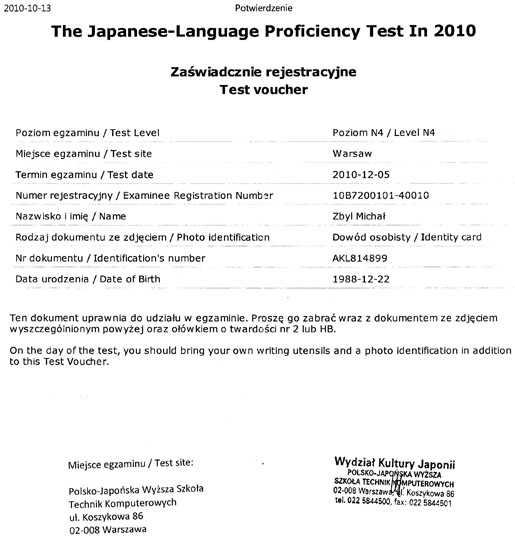 2010-10-13
Potwierdzenie
The Japanese-Language Proficiency Test In 2010
Zaświadcznie rejestracyjne
Test voucher
Poziom egzaminu / Test Level Poziom N4 / Level N4
Miejsce egzaminu / Test site Warsaw
Termin egzaminu / Test date 2010-12-05
Numer rejestracyjny / Examinee Registration Number 10B7200101-40010
Nazwisko i imię / Name Zbyl Michał
Rodzaj dokumentu ze zdjęciem / Photo identification Dowód osobisty / Identity card
Nr dokumentu / Identification's number AKL814899
Data urodzenia / Date of Birth 1988-12-22
Ten dokument uprawnia do udziału w egzaminie. Proszę go zabrać wraz z dokumentem ze zdjęciem
wyszczególnionym powyżej oraz ołówkiem o twardości nr 2 lub HB.
On the day of the test, you should bring your own writing utensils and a photo identification in addition
to this Test Voucher.
Miejsce egzaminu / Test site:
Polsko-Japońska Wyższa Szkoła
Technik Komputerowych
ul. Koszykowa 86
02-008 Warszawa
Wydział Kultury Japonii
POLSKO-JAPOŃSKA WYŻSZA
SZKOŁA TECHNIK KOMPUTEROWYCH
02-008 Warszawa, ul. Koszykowa 86
tel. 022 5844500, fax: 022 5844501